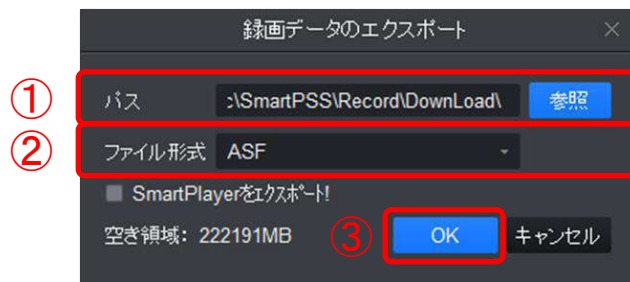 録画データのエクスポート
① パス :\SmartPSS\Record\DownLoad\ 参照
② ファイル形式 ASF
SmartPlayerをエクスポート!
空き領域: 222191MB ③ OK キャンセル